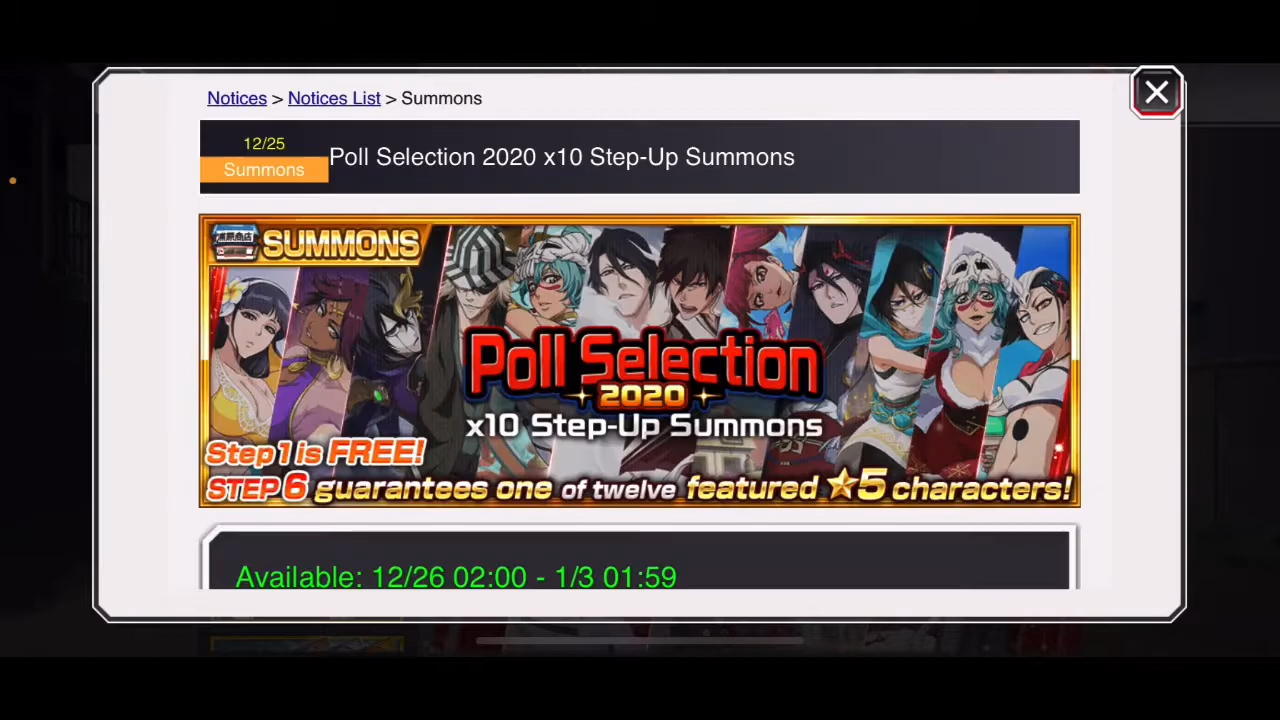 Notices > Notices List > Summons
12/25
Summons
Poll Selection 2020 x10 Step-Up Summons
SUMMONS
Poll Selection
2020
x10 Step-Up Summons
Step 1 is FREE!
STEP 6 guarantees one of twelve featured ★5 characters!
Available: 12/26 02:00 - 1/3 01:59